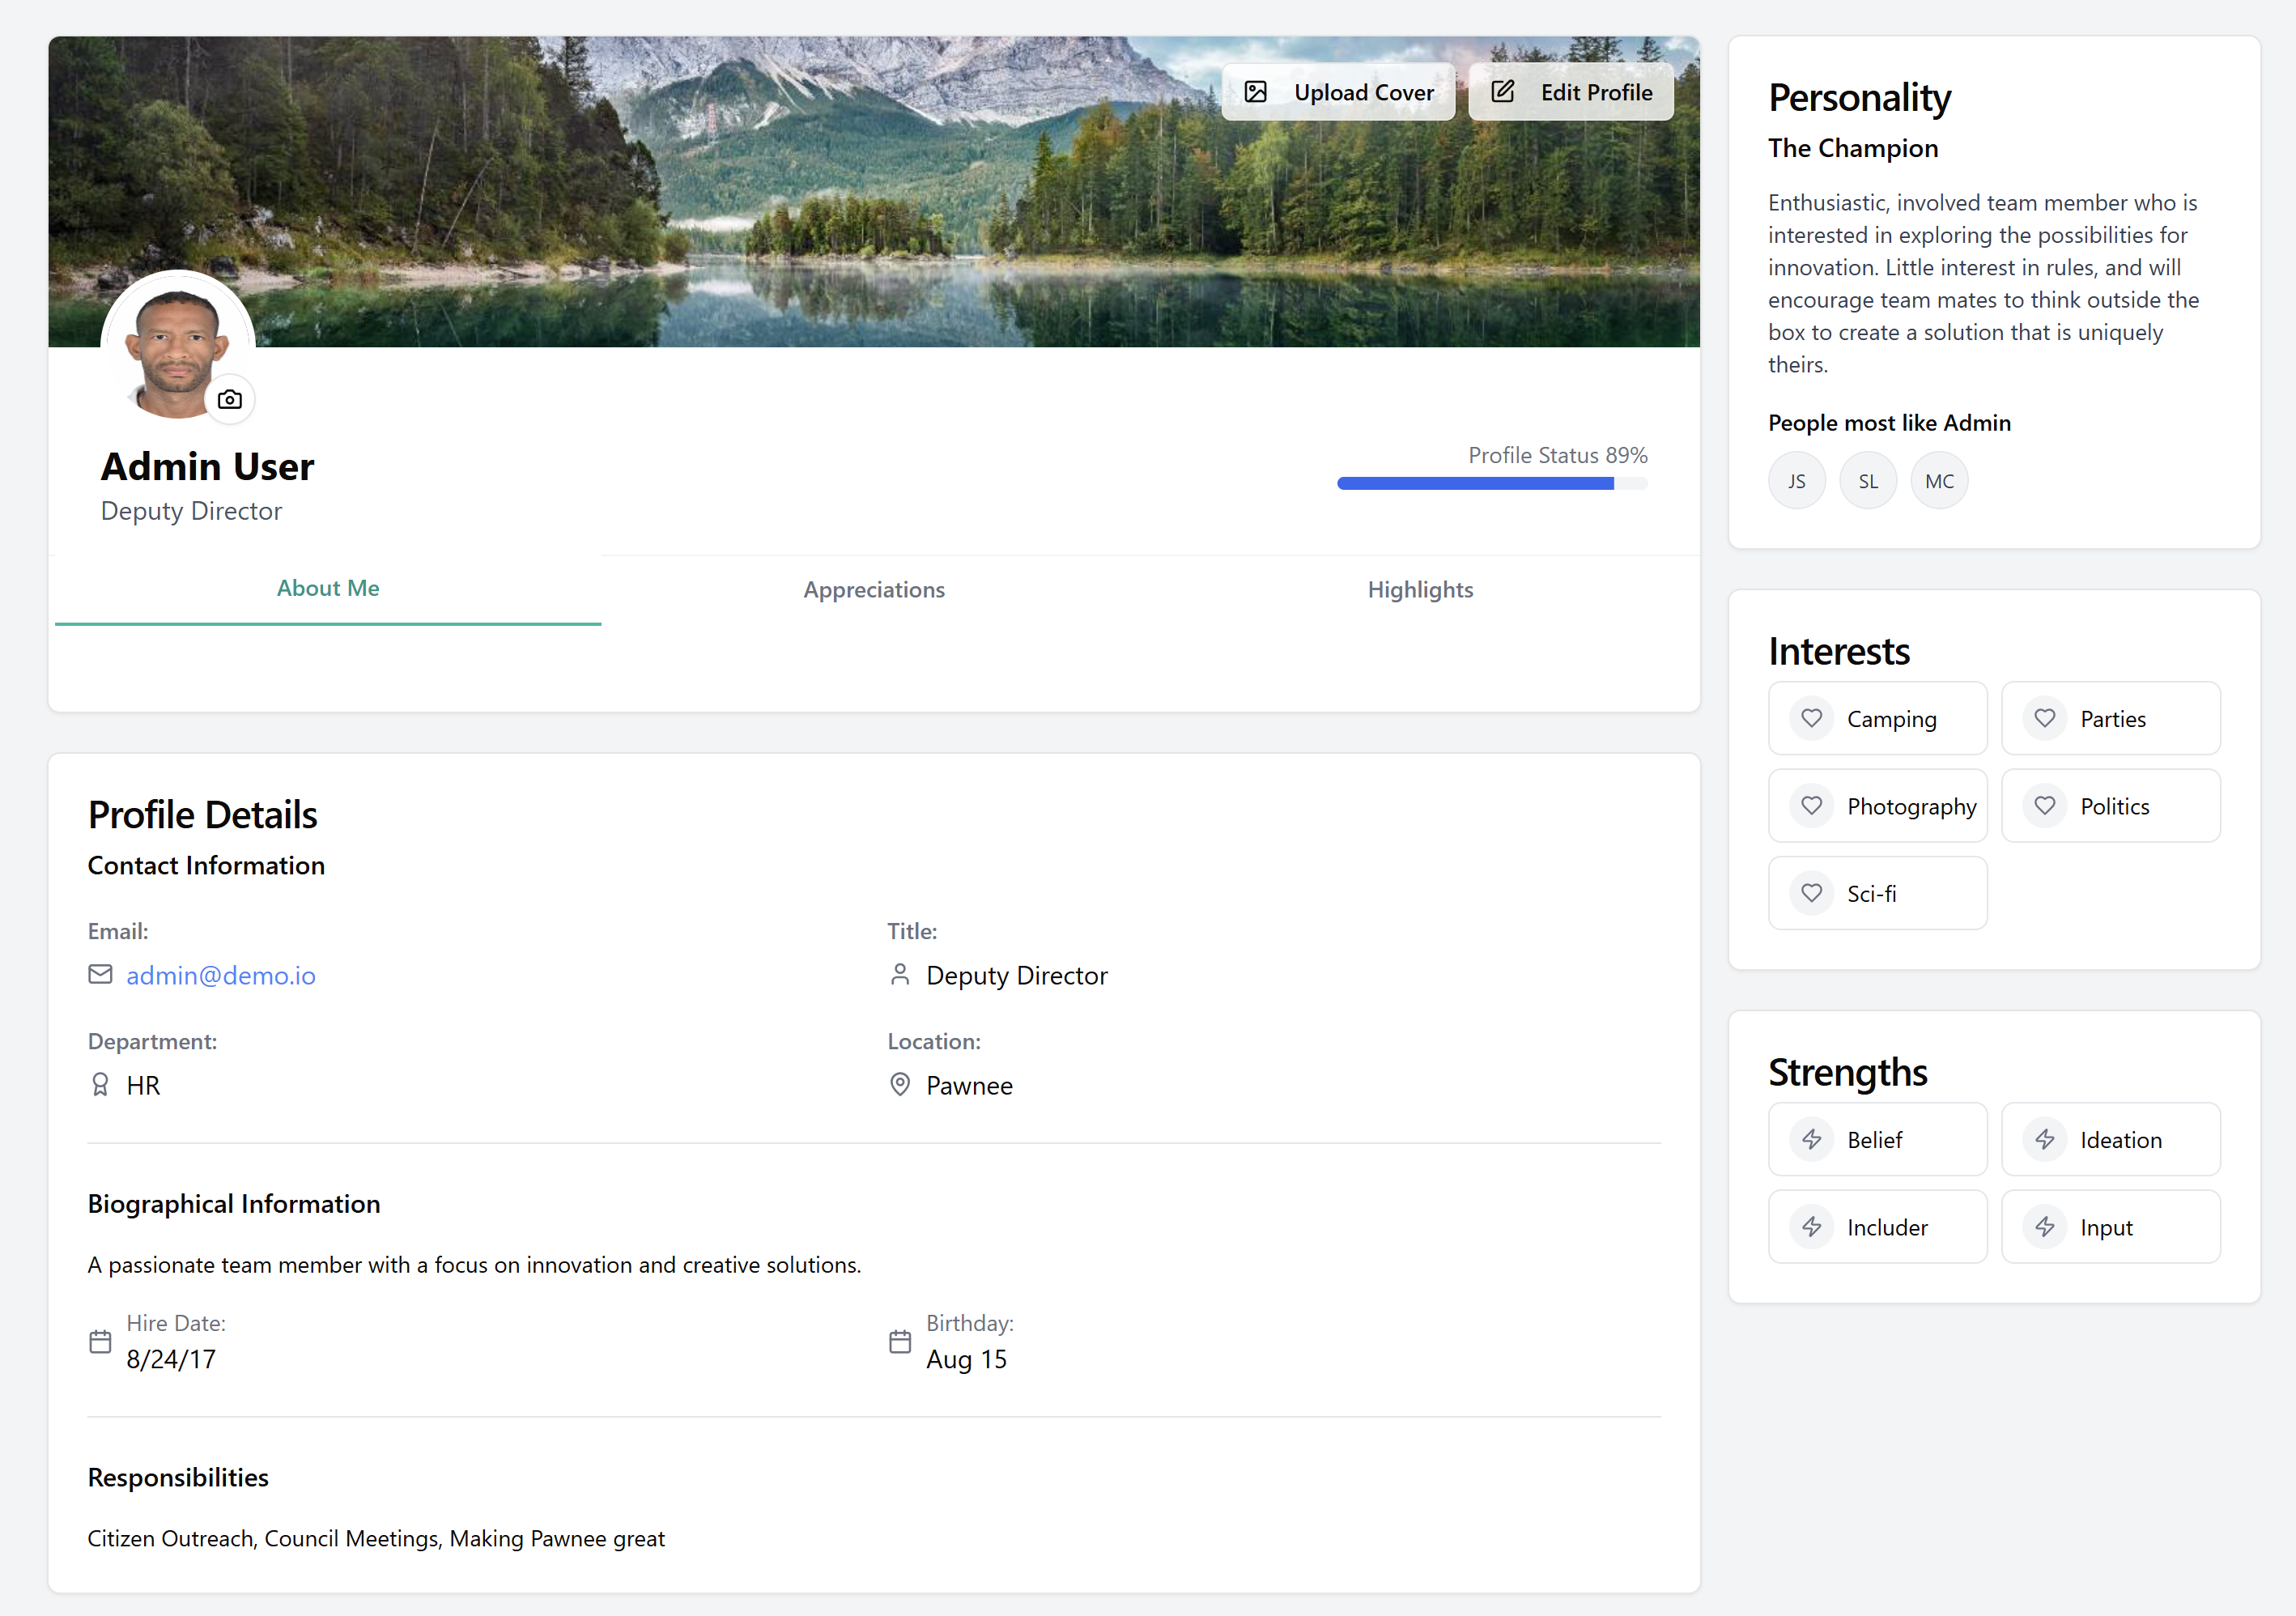 Upload Cover
Edit Profile
Admin User
Deputy Director
Profile Status 89%
About Me
Appreciations
Highlights
Profile Details
Contact Information
Email:
admin@demo.io
Title:
Deputy Director
Department:
HR
Location:
Pawnee
Biographical Information
A passionate team member with a focus on innovation and creative solutions.
Hire Date:
8/24/17
Birthday:
Aug 15
Responsibilities
Citizen Outreach, Council Meetings, Making Pawnee great
Personality
The Champion
Enthusiastic, involved team member who is
interested in exploring the possibilities for
innovation. Little interest in rules, and will
encourage team mates to think outside the
box to create a solution that is uniquely
theirs.
People most like Admin
JS
SL
MC
Interests
Camping
Parties
Photography
Politics
Sci-fi
Strengths
Belief
Ideation
Includer
Input